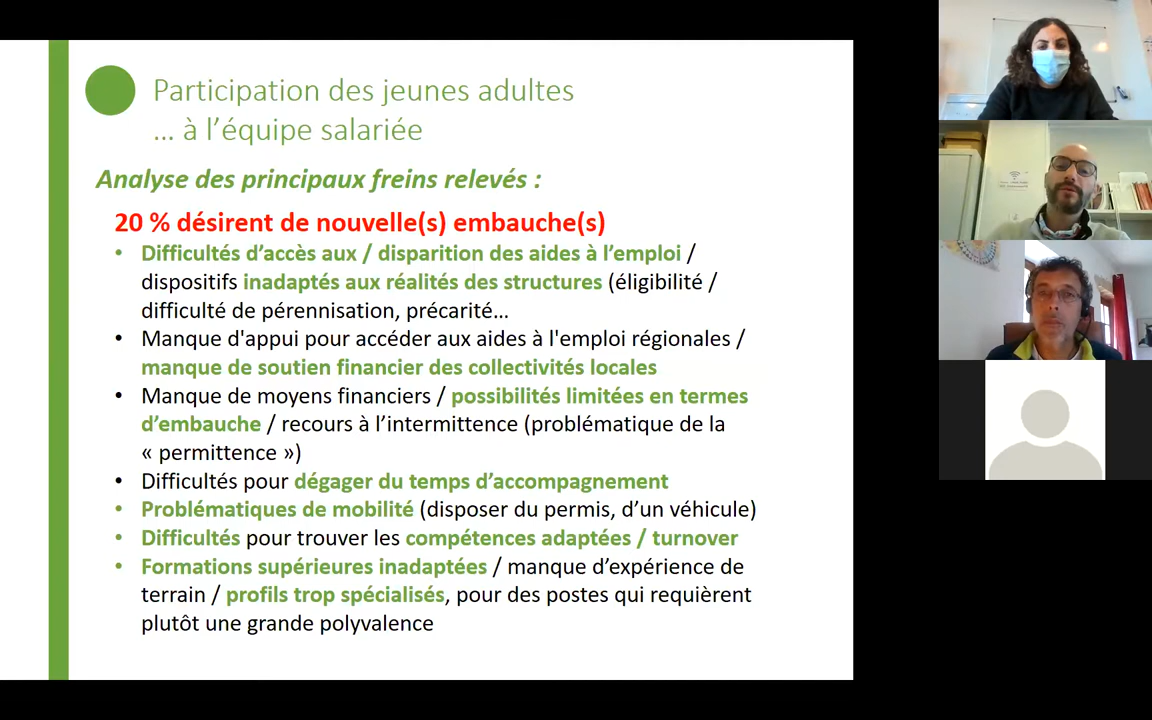 Participation des jeunes adultes
… à l’équipe salariée
Analyse des principaux freins relevés :
20 % désirent de nouvelle(s) embauche(s)
• Difficultés d’accès aux / disparition des aides à l’emploi /
dispositifs inadaptés aux réalités des structures (éligibilité /
difficulté de pérennisation, précarité…
• Manque d'appui pour accéder aux aides à l'emploi régionales /
manque de soutien financier des collectivités locales
• Manque de moyens financiers / possibilités limitées en termes
d’embauche / recours à l’intermittence (problématique de la
« permittence »)
• Difficultés pour dégager du temps d’accompagnement
• Problématiques de mobilité (disposer du permis, d’un véhicule)
• Difficultés pour trouver les compétences adaptées / turnover
• Formations supérieures inadaptées / manque d’expérience de
terrain / profils trop spécialisés, pour des postes qui requièrent
plutôt une grande polyvalence